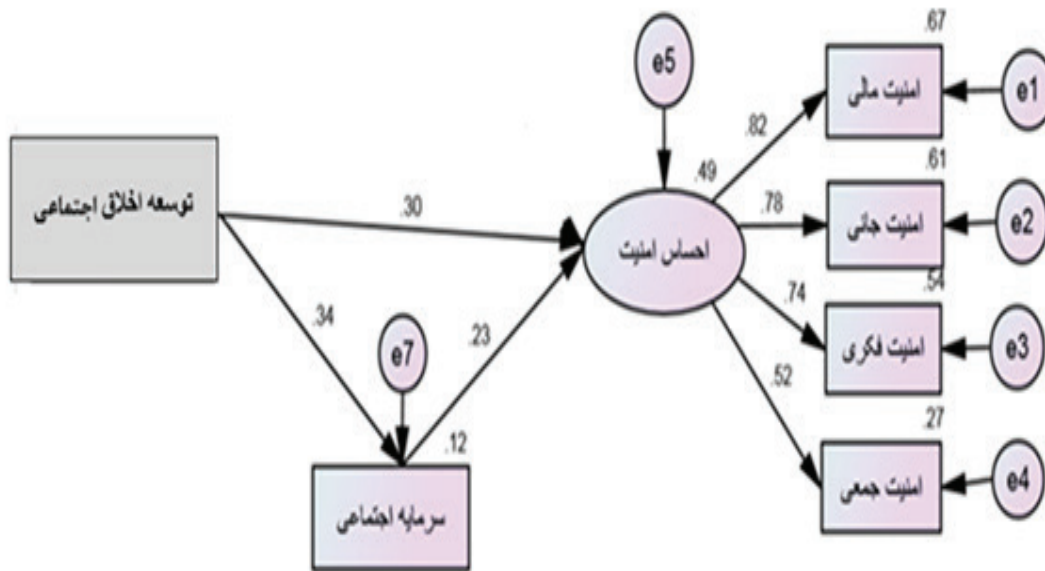 .67
e5
امنیت مالی
e1
.82
.49
.61
توسعه اخلاق اجتماعی
.30
.78
امنیت جانی
e2
احساس امنیت
.54
.34
e7
.23
.74
امنیت فکری
e3
.52
.12
.27
سرمایه اجتماعی
امنیت جمعی
e4